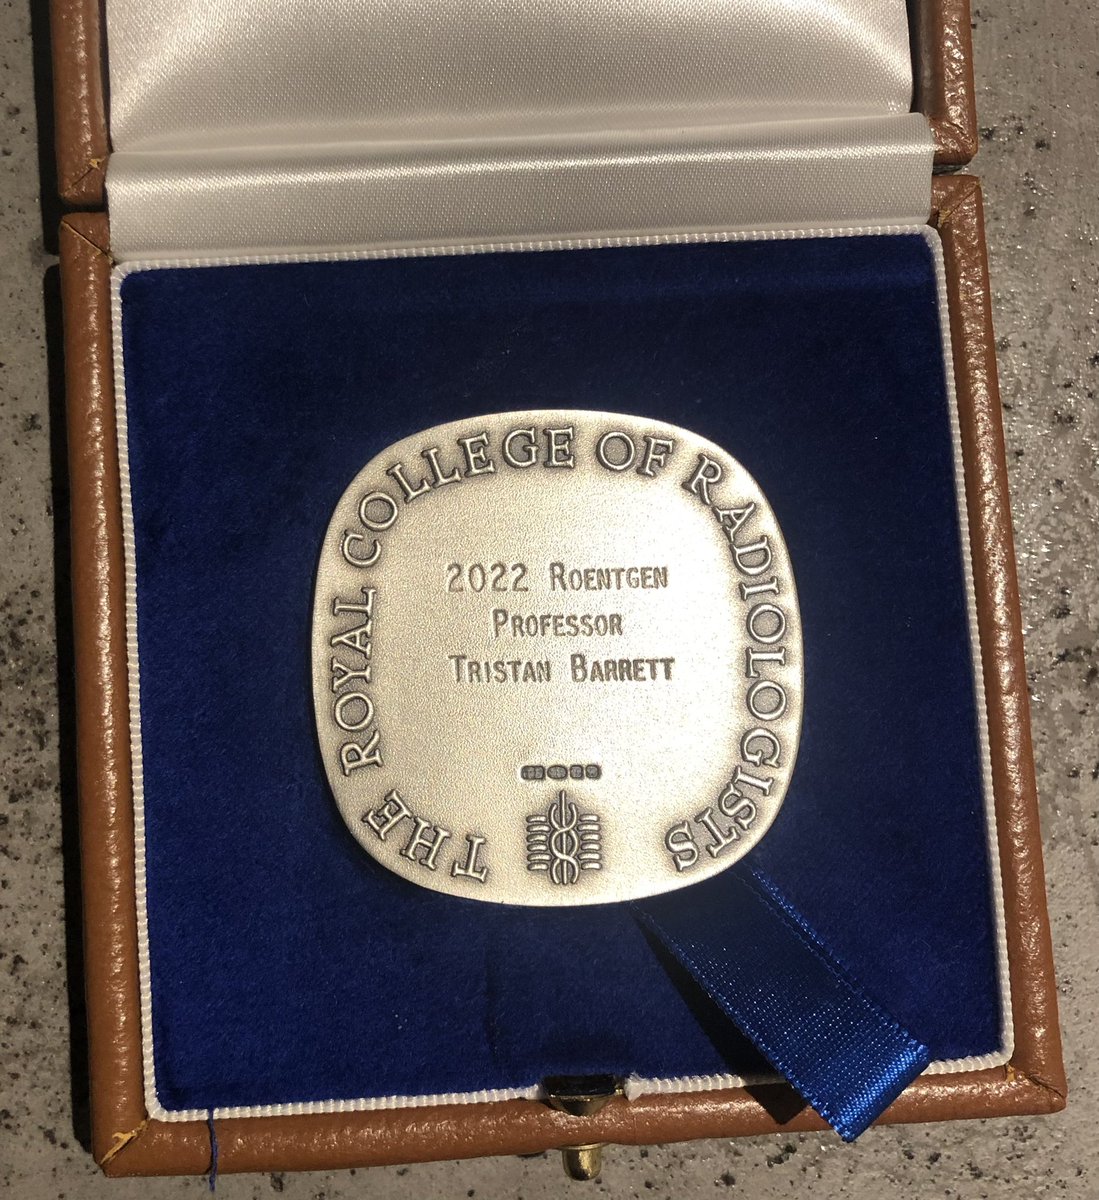 THE ROYAL COLLEGE OF RADIOLOGISTS
2022 ROENTGEN
PROFESSOR
TRISTAN BARRETT